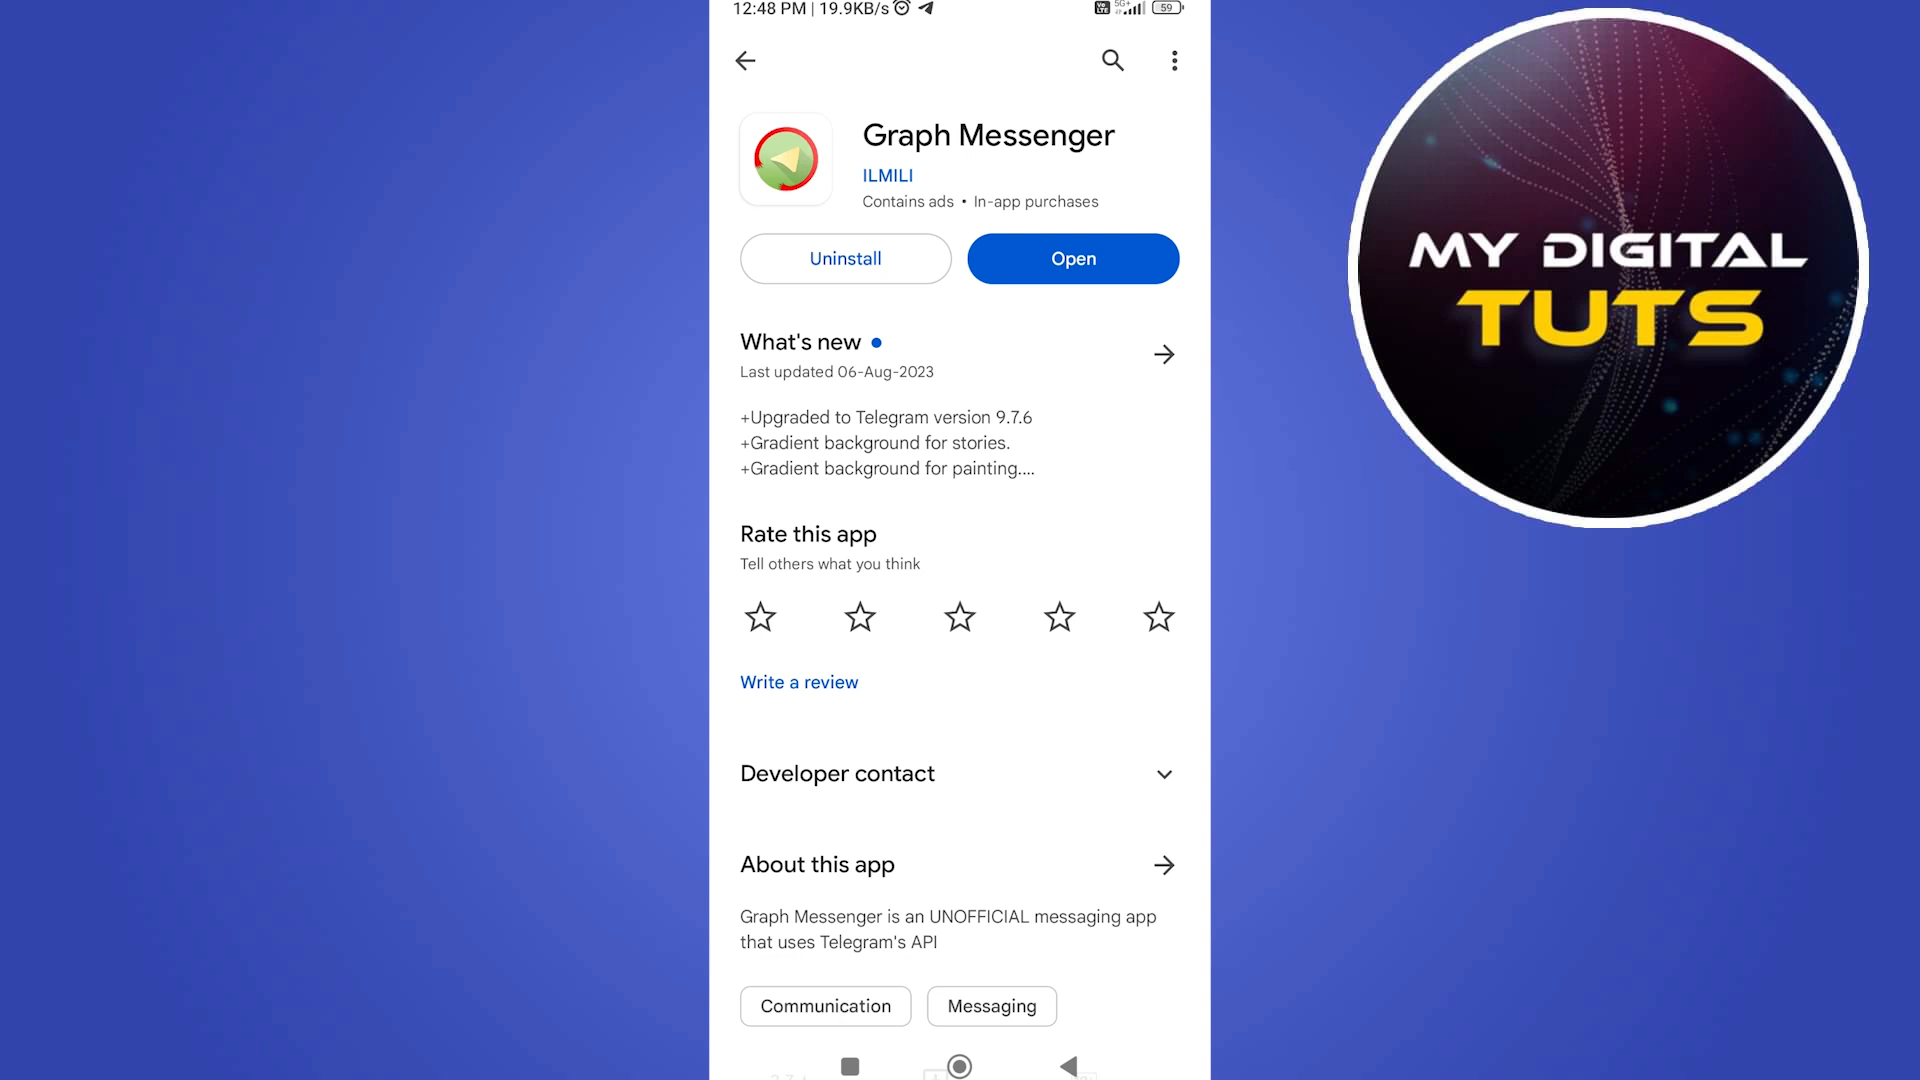 12:48 PM | 19.9KB/s
5G+
59
Graph Messenger
ILMILI
Contains ads • In-app purchases
Uninstall
Open
What's new
Last updated 06-Aug-2023
+Upgraded to Telegram version 9.7.6
+Gradient background for stories.
+Gradient background for painting....
Rate this app
Tell others what you think
Write a review
Developer contact
About this app
Graph Messenger is an UNOFFICIAL messaging app
that uses Telegram's API
Communication
Messaging
MY DIGITAL
TUTS